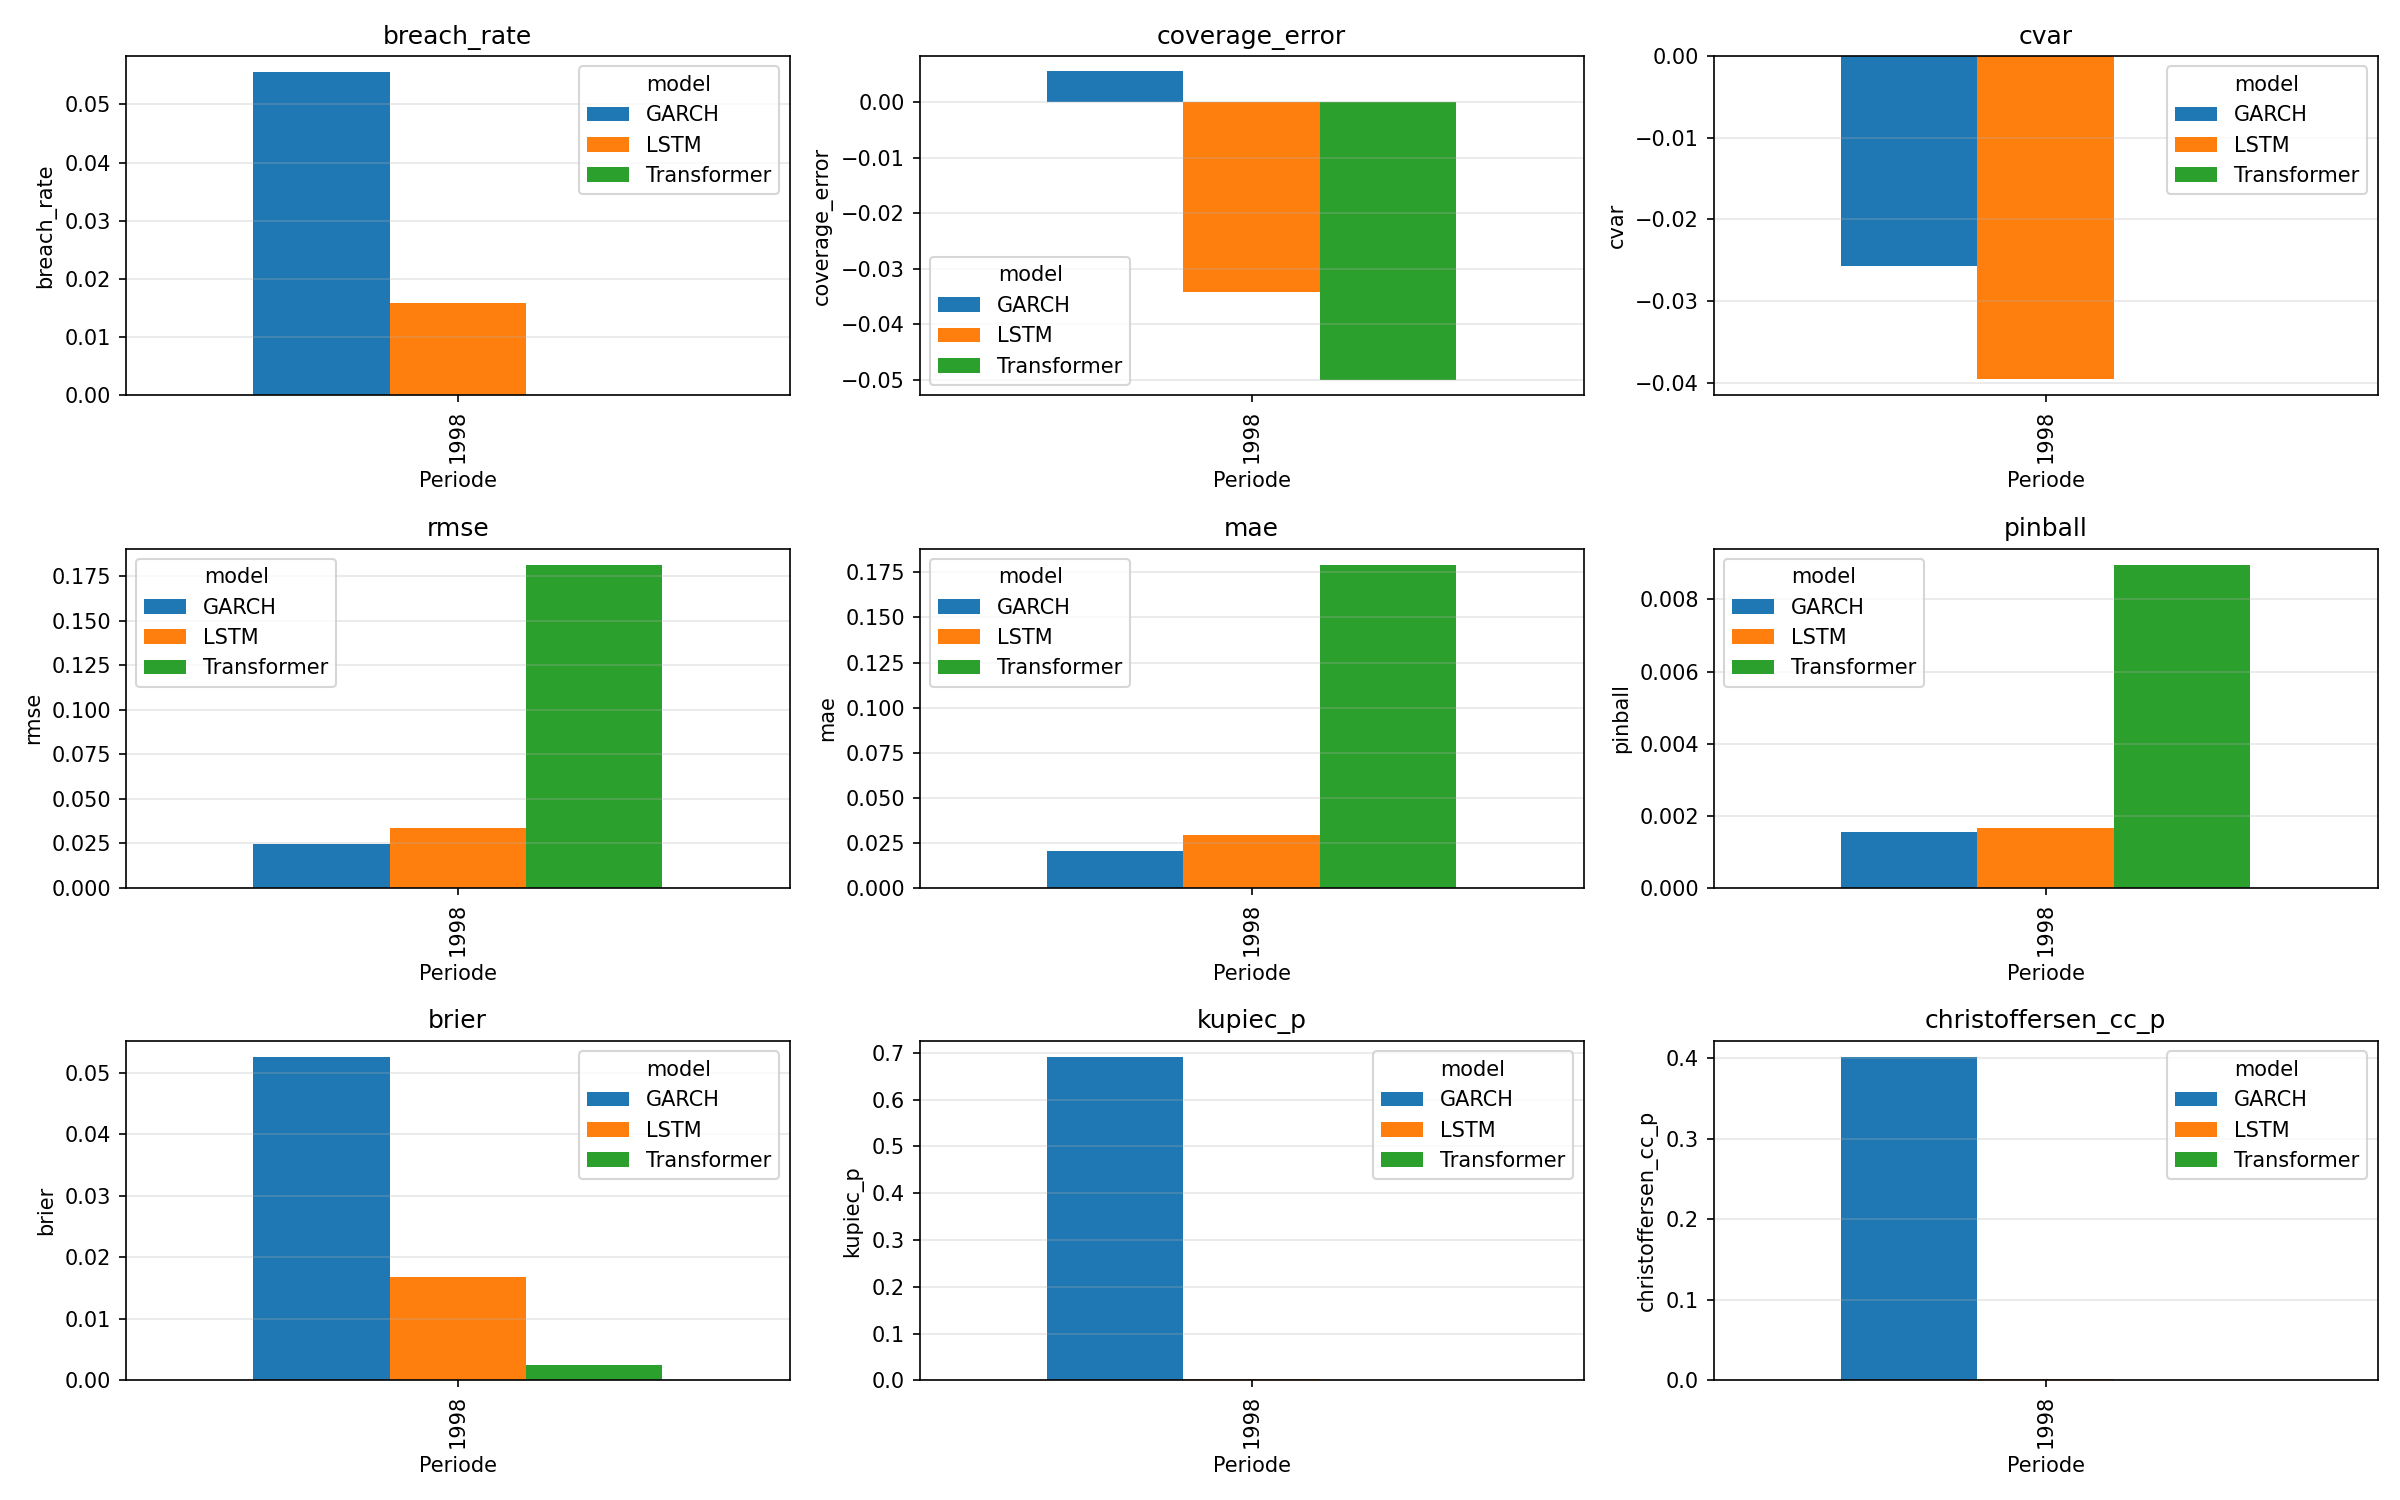 breach_rate
breach_rate
0.05
0.04
0.03
0.02
0.01
0.00
model
GARCH
LSTM
Transformer
1998
Periode
coverage_error
coverage_error
0.00
−0.01
−0.02
−0.03
−0.04
−0.05
model
GARCH
LSTM
Transformer
1998
Periode
cvar
cvar
0.00
−0.01
−0.02
−0.03
−0.04
model
GARCH
LSTM
Transformer
1998
Periode
rmse
rmse
0.175
0.150
0.125
0.100
0.075
0.050
0.025
0.000
model
GARCH
LSTM
Transformer
1998
Periode
mae
mae
0.175
0.150
0.125
0.100
0.075
0.050
0.025
0.000
model
GARCH
LSTM
Transformer
1998
Periode
pinball
pinball
0.008
0.006
0.004
0.002
0.000
model
GARCH
LSTM
Transformer
1998
Periode
brier
brier
0.05
0.04
0.03
0.02
0.01
0.00
model
GARCH
LSTM
Transformer
1998
Periode
kupiec_p
kupiec_p
0.7
0.6
0.5
0.4
0.3
0.2
0.1
0.0
model
GARCH
LSTM
Transformer
1998
Periode
christoffersen_cc_p
christoffersen_cc_p
0.4
0.3
0.2
0.1
0.0
model
GARCH
LSTM
Transformer
1998
Periode